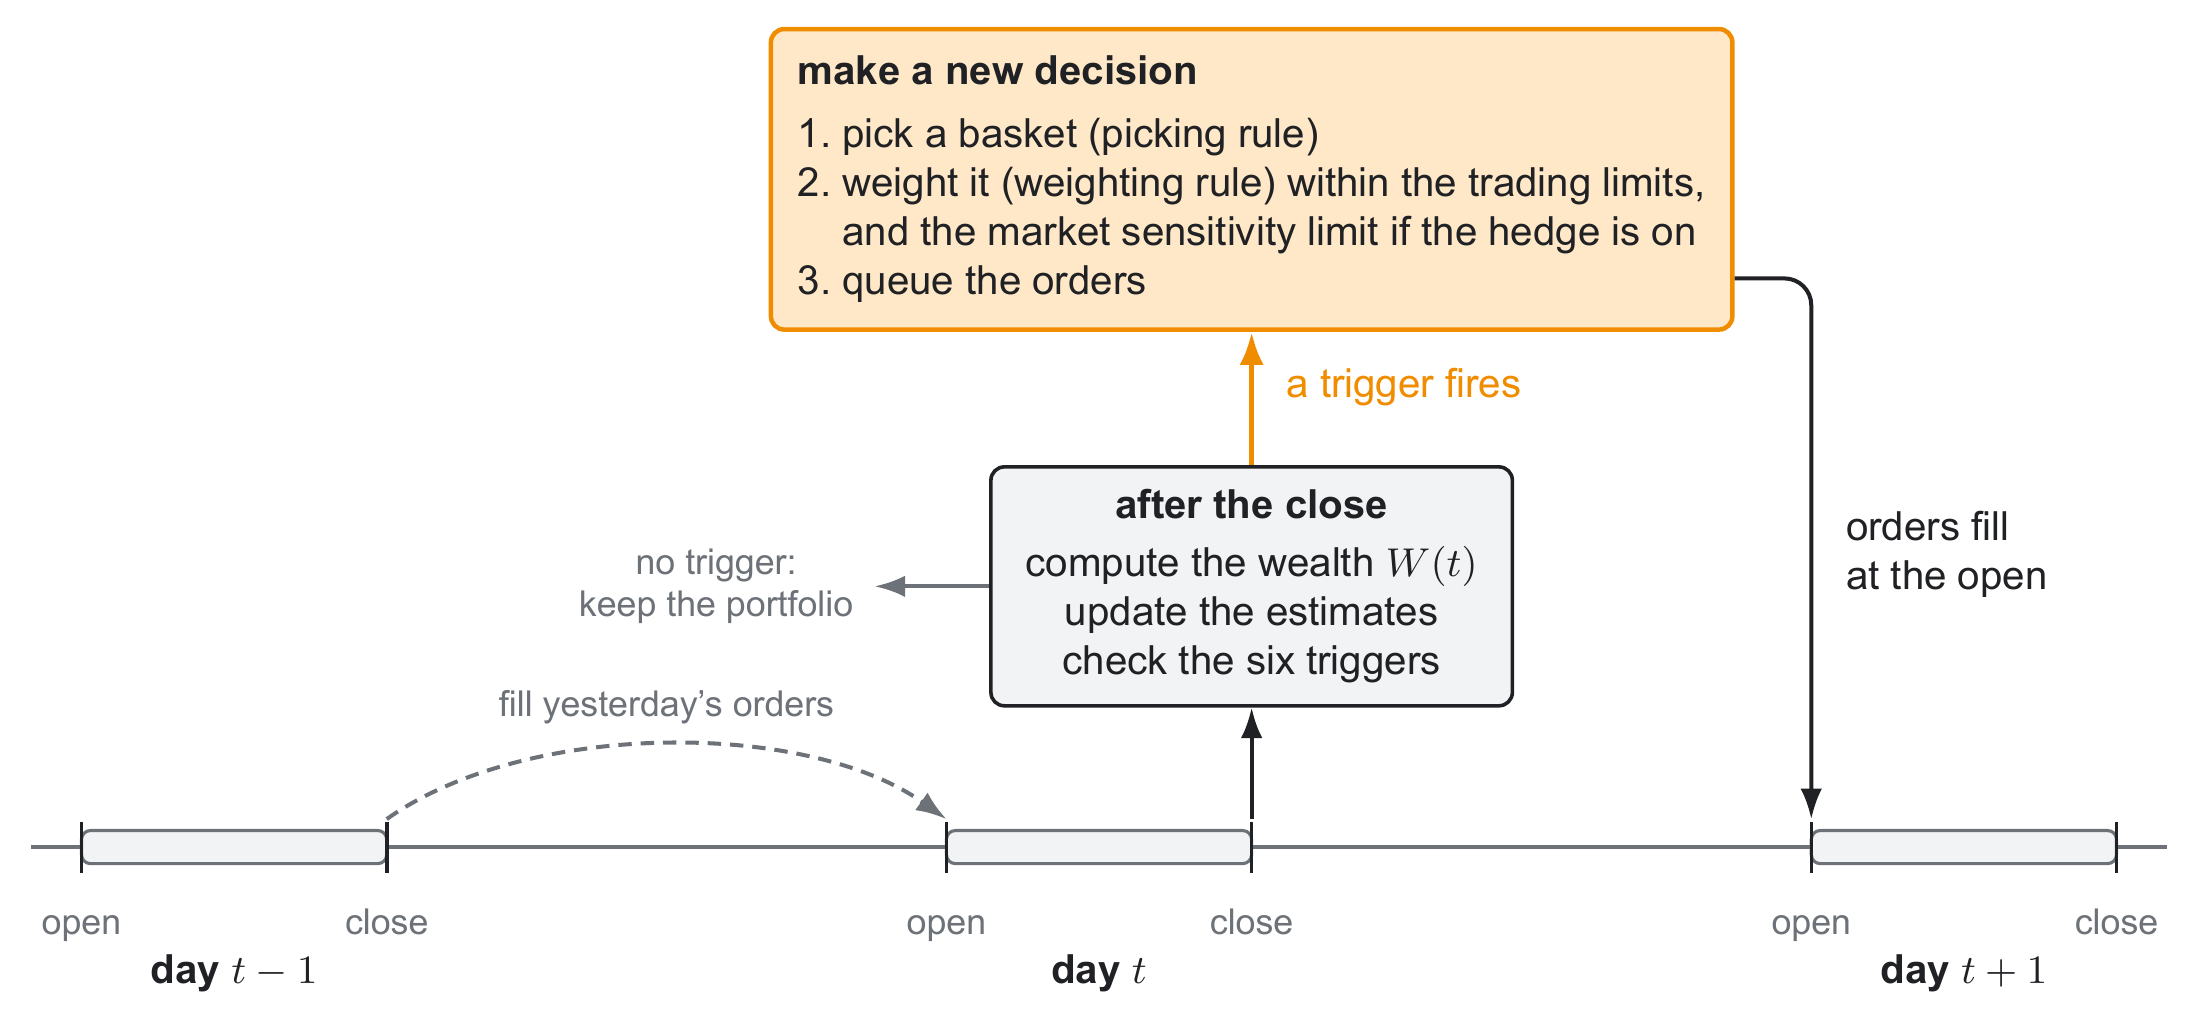 make a new decision
1. pick a basket (picking rule)
2. weight it (weighting rule) within the trading limits,
and the market sensitivity limit if the hedge is on
3. queue the orders
a trigger fires
after the close
compute the wealth W(t)
update the estimates
check the six triggers
no trigger:
keep the portfolio
orders fill
at the open
fill yesterday’s orders
open
close
open
close
open
close
day t − 1
day t
day t + 1